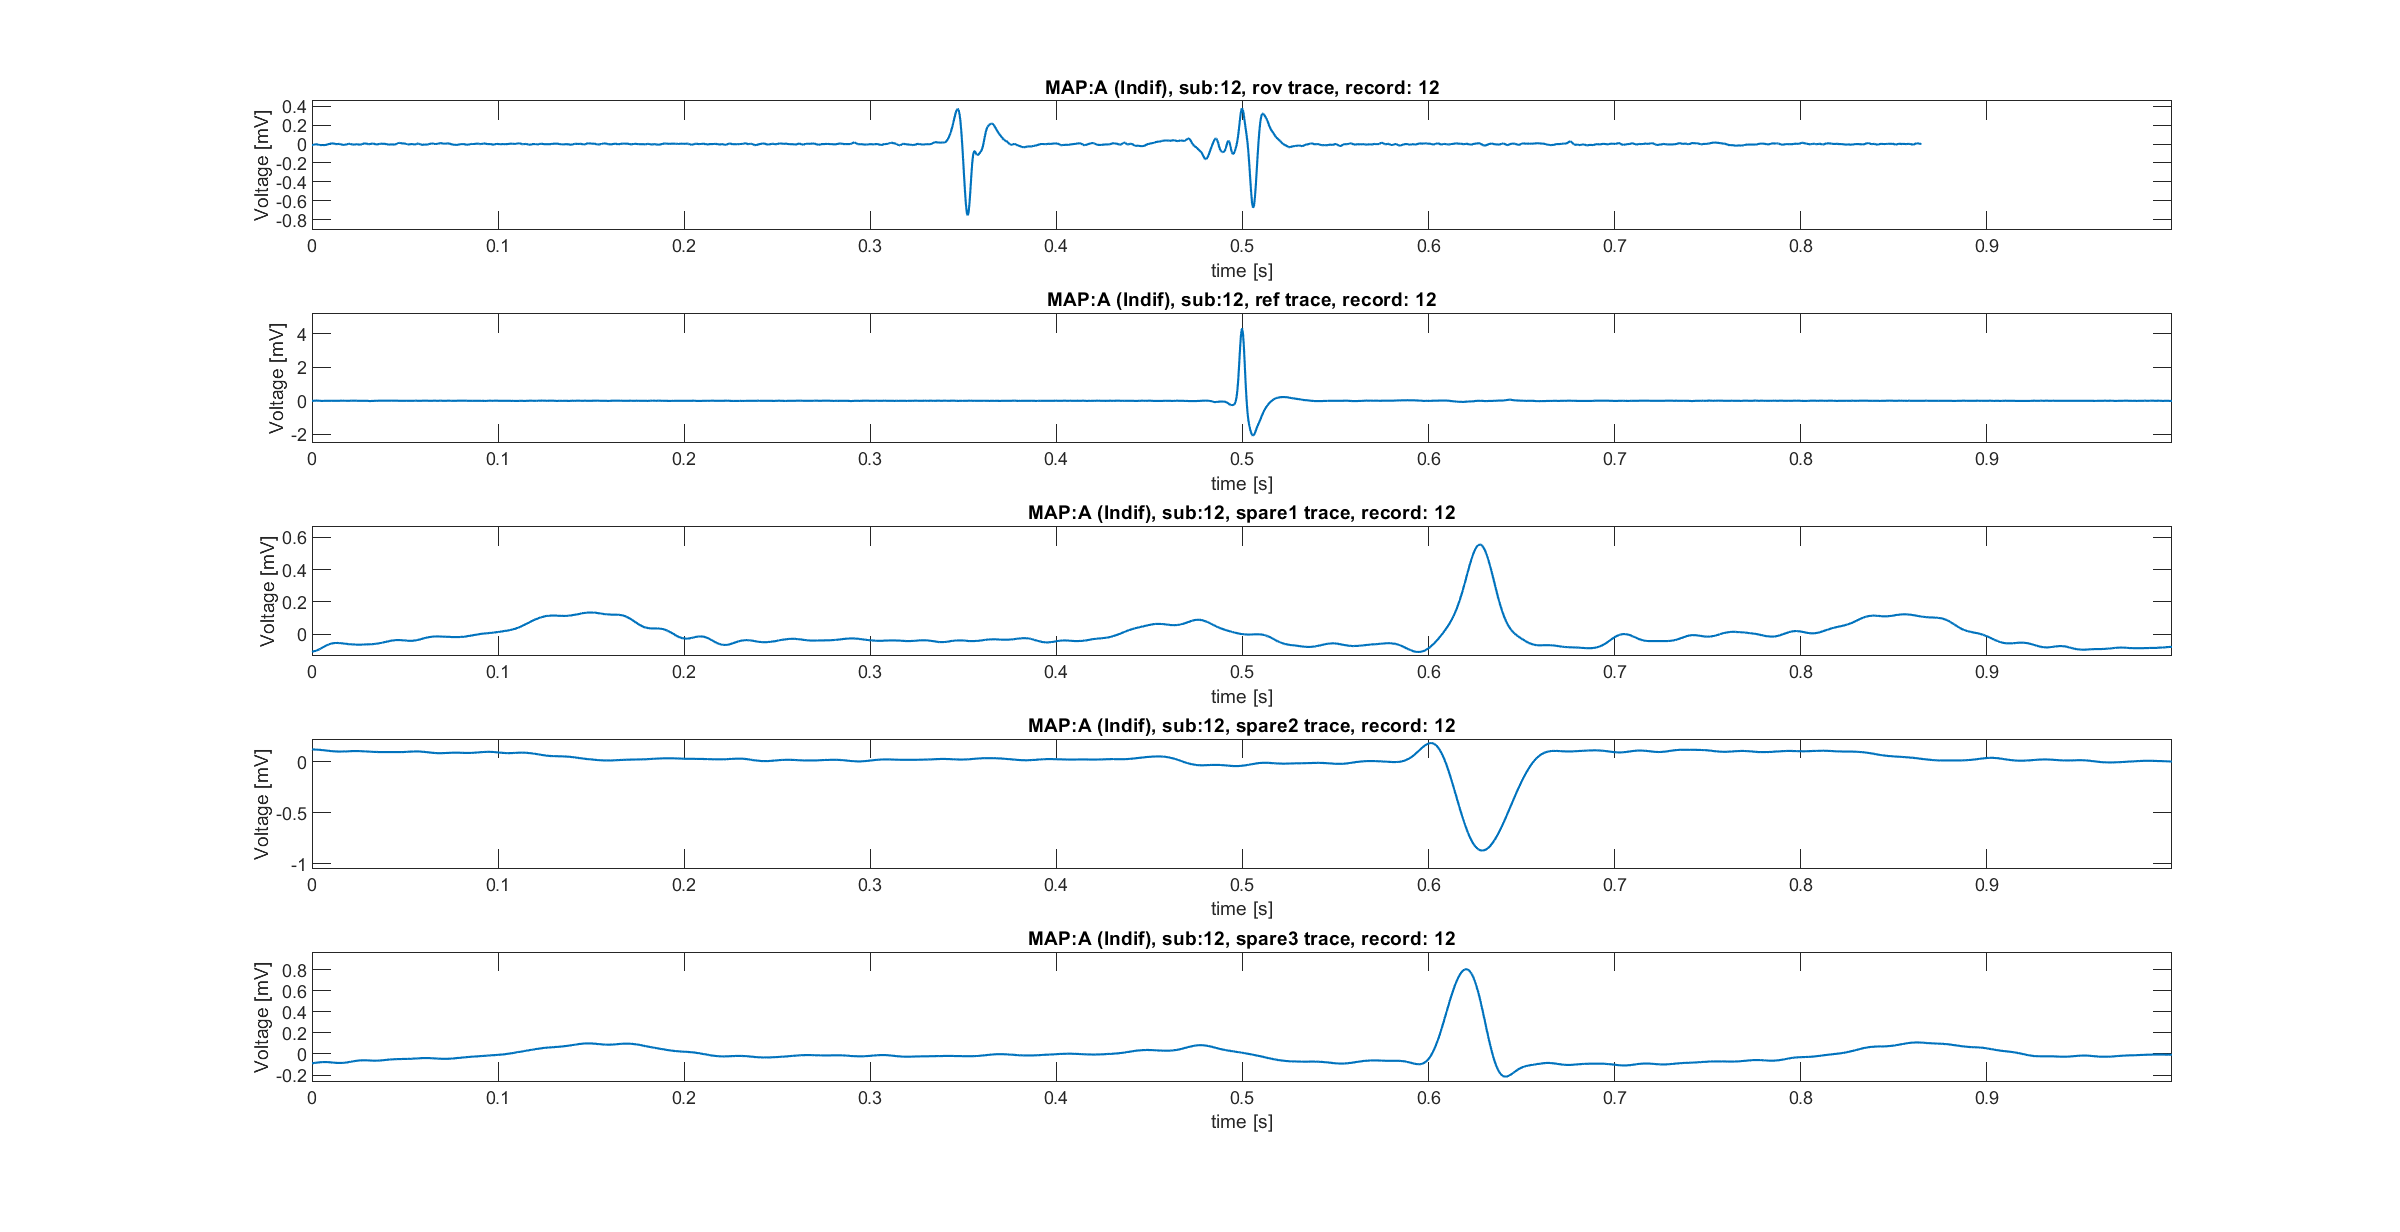 MAP:A (Indif), sub:12, rov trace, record: 12
Voltage [mV]
0.4
0.2
0
-0.2
-0.4
-0.6
-0.8
0 0.1 0.2 0.3 0.4 0.5 0.6 0.7 0.8 0.9
time [s]
MAP:A (Indif), sub:12, ref trace, record: 12
Voltage [mV]
4
2
0
-2
0 0.1 0.2 0.3 0.4 0.5 0.6 0.7 0.8 0.9
time [s]
MAP:A (Indif), sub:12, spare1 trace, record: 12
Voltage [mV]
0.6
0.4
0.2
0
0 0.1 0.2 0.3 0.4 0.5 0.6 0.7 0.8 0.9
time [s]
MAP:A (Indif), sub:12, spare2 trace, record: 12
Voltage [mV]
0
-0.5
-1
0 0.1 0.2 0.3 0.4 0.5 0.6 0.7 0.8 0.9
time [s]
MAP:A (Indif), sub:12, spare3 trace, record: 12
Voltage [mV]
0.8
0.6
0.4
0.2
0
-0.2
0 0.1 0.2 0.3 0.4 0.5 0.6 0.7 0.8 0.9
time [s]